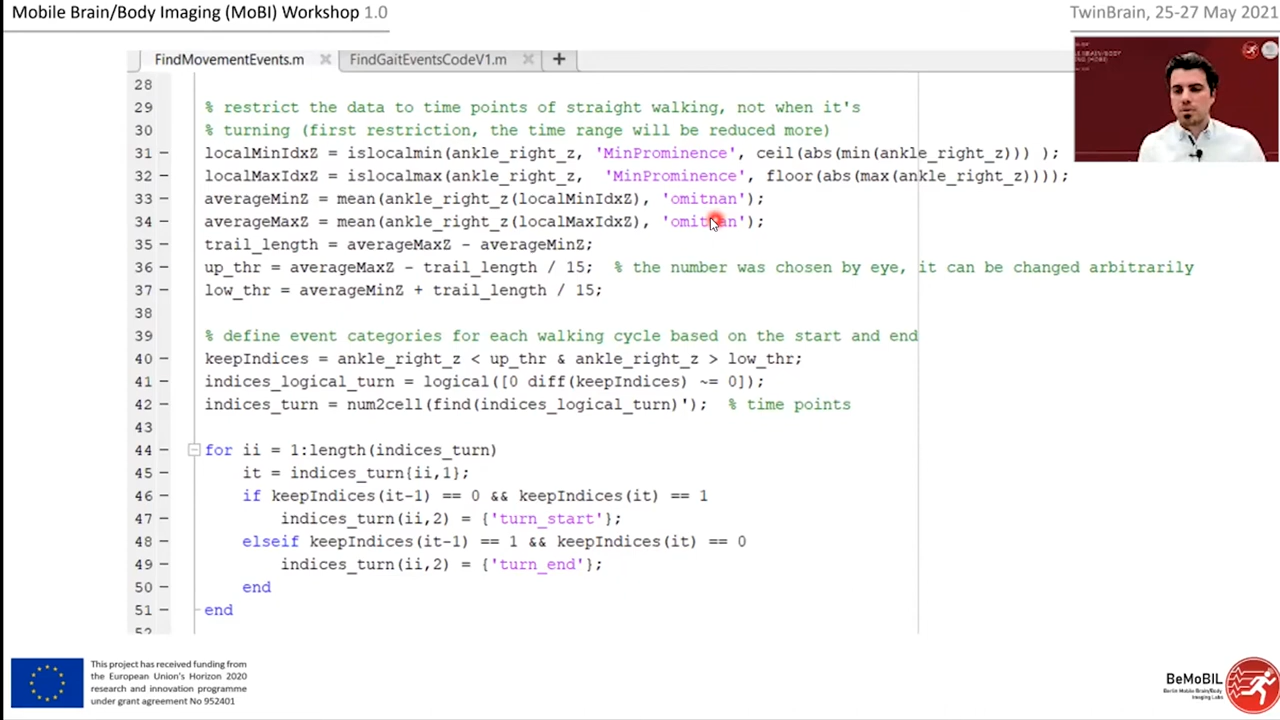 Mobile Brain/Body Imaging (MoBI) Workshop 1.0
TwinBrain, 25-27 May 2021
FindMovementEvents.m × FindGaitEventsCodeV1.m × +
28
29 % restrict the data to time points of straight walking, not when it's
30 % turning (first restriction, the time range will be reduced more)
31 – localMinIdxZ = islocalmin(ankle_right_z, 'MinProminence', ceil(abs(min(ankle_right_z))) );
32 – localMaxIdxZ = islocalmax(ankle_right_z,  'MinProminence', floor(abs(max(ankle_right_z))));
33 – averageMinZ = mean(ankle_right_z(localMinIdxZ), 'omitnan');
34 – averageMaxZ = mean(ankle_right_z(localMaxIdxZ), 'omitnan');
35 – trail_length = averageMaxZ - averageMinZ;
36 – up_thr = averageMaxZ - trail_length / 15;  % the number was chosen by eye, it can be changed arbitrarily
37 – low_thr = averageMinZ + trail_length / 15;
38
39 % define event categories for each walking cycle based on the start and end
40 – keepIndices = ankle_right_z < up_thr & ankle_right_z > low_thr;
41 – indices_logical_turn = logical([0 diff(keepIndices) ~= 0]);
42 – indices_turn = num2cell(find(indices_logical_turn)');  % time points
43
44 – for ii = 1:length(indices_turn)
45 – it = indices_turn{ii,1};
46 – if keepIndices(it-1) == 0 && keepIndices(it) == 1
47 – indices_turn(ii,2) = {'turn_start'};
48 – elseif keepIndices(it-1) == 1 && keepIndices(it) == 0
49 – indices_turn(ii,2) = {'turn_end'};
50 – end
51 – end
52
This project has received funding from
the European Union's Horizon 2020
research and innovation programme
under grant agreement No 952401
BeMoBIL
Berlin Mobile Brain/Body
Imaging Labs